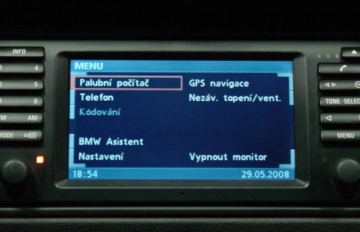 INFO
MENU
Palubní počítač GPS navigace
Telefon Nezáv. topení/vent.
Kódování
BMW Asistent
Nastavení Vypnout monitor
18:54 29.05.2008
AM
MODE
TONE SELECT
MENU